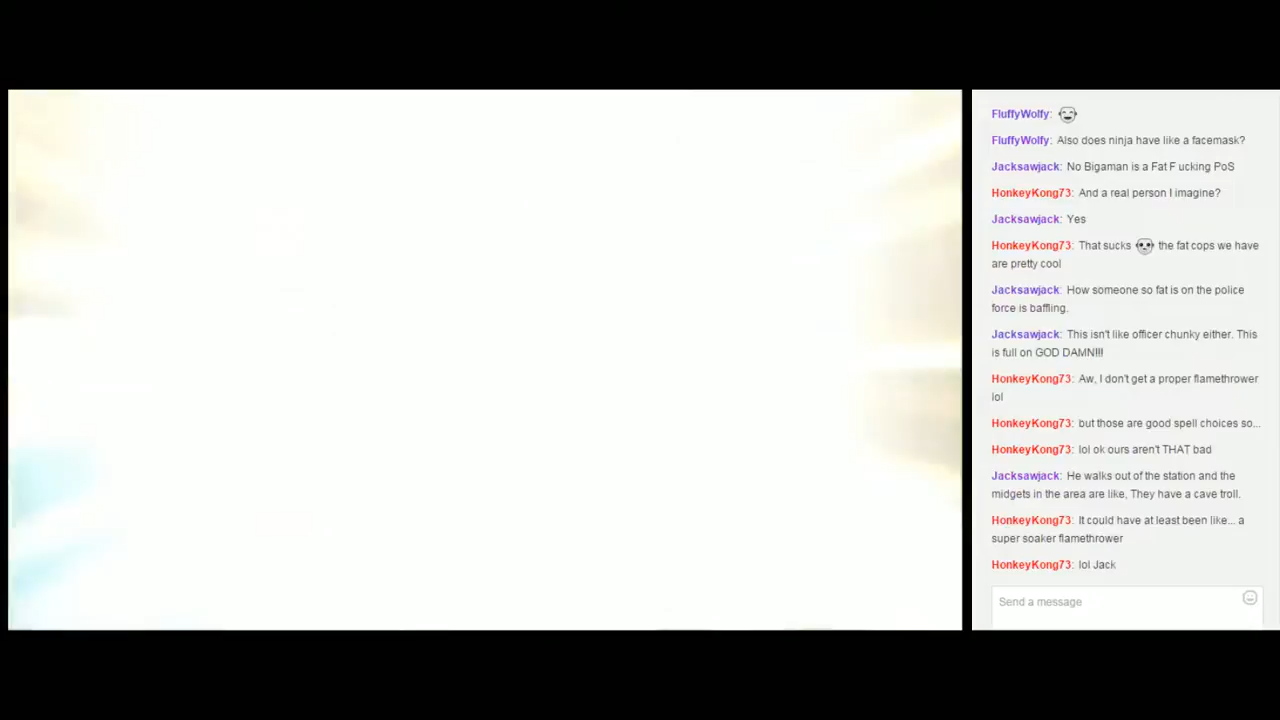 FluffyWolfy:
FluffyWolfy: Also does ninja have like a facemask?
Jacksawjack: No Bigaman is a Fat F ucking PoS
HonkeyKong73: And a real person I imagine?
Jacksawjack: Yes
HonkeyKong73: That sucks the fat cops we have
are pretty cool
Jacksawjack: How someone so fat is on the police
force is baffling.
Jacksawjack: This isn't like officer chunky either. This
is full on GOD DAMN!!!
HonkeyKong73: Aw, I don't get a proper flamethrower
lol
HonkeyKong73: but those are good spell choices so...
HonkeyKong73: lol ok ours aren't THAT bad
Jacksawjack: He walks out of the station and the
midgets in the area are like, They have a cave troll.
HonkeyKong73: It could have at least been like... a
super soaker flamethrower
HonkeyKong73: lol Jack
Send a message